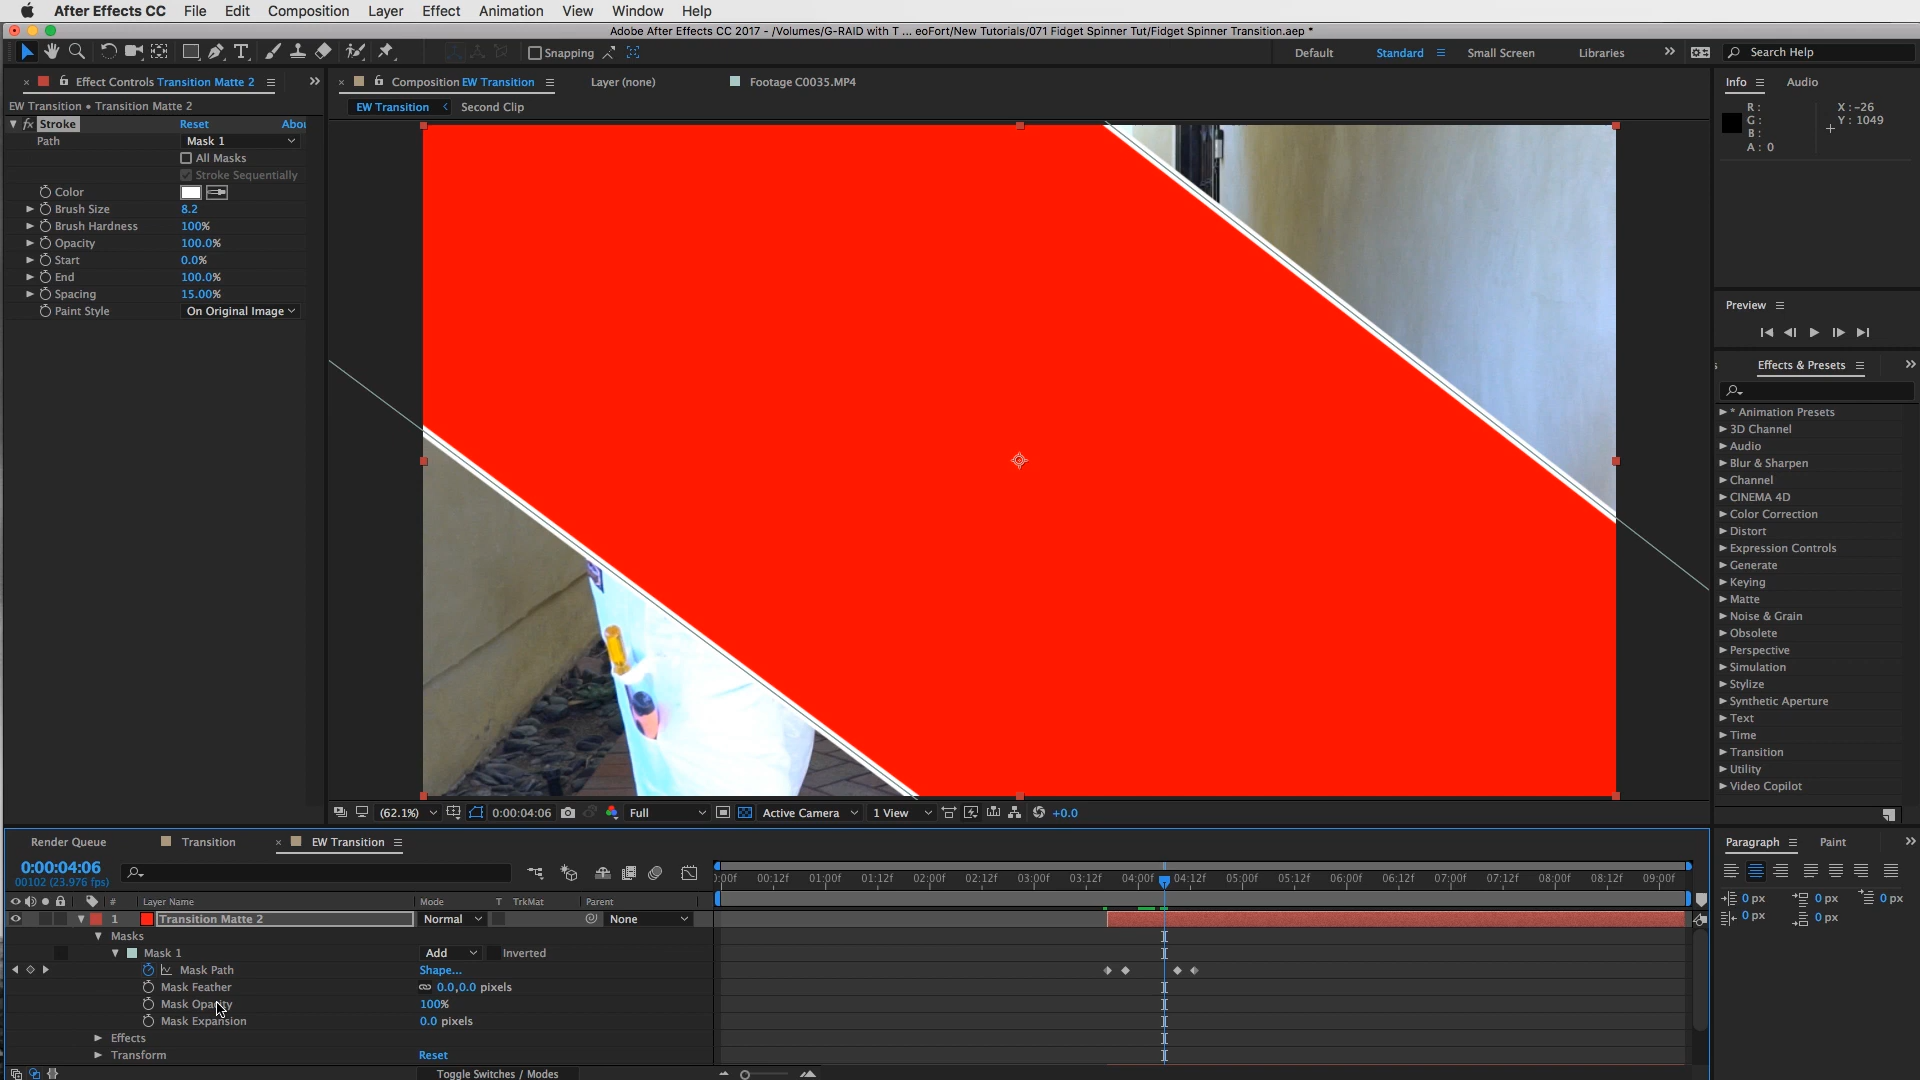 After Effects CC File Edit Composition Layer Effect Animation View Window Help
Adobe After Effects CC 2017 - /Volumes/G-RAID with T ... eoFort/New Tutorials/071 Fidget Spinner Tut/Fidget Spinner Transition.aep *
Snapping Default Standard Small Screen Libraries Search Help
Effect Controls Transition Matte 2
Composition EW Transition Layer (none) Footage C0035.MP4
Info Audio
EW Transition • Transition Matte 2
EW Transition Second Clip
fx Stroke Reset Abou
Path Mask 1
All Masks
Stroke Sequentially
Color
Brush Size 8.2
Brush Hardness 100%
Opacity 100.0%
Start 0.0%
End 100.0%
Spacing 15.00%
Paint Style On Original Image
R :
G :
B :
A : 0
X : -26
Y : 1049
Preview
Effects & Presets
* Animation Presets
3D Channel
Audio
Blur & Sharpen
Channel
CINEMA 4D
Color Correction
Distort
Expression Controls
Generate
Keying
Matte
Noise & Grain
Obsolete
Perspective
Simulation
Stylize
Synthetic Aperture
Text
Time
Transition
Utility
Video Copilot
(62.1%) 0:00:04:06 Full Active Camera 1 View +0.0
Render Queue Transition EW Transition
0:00:04:06
00102 (23.976 fps)
:00f 00:12f 01:00f 01:12f 02:00f 02:12f 03:00f 03:12f 04:00f 04:12f 05:00f 05:12f 06:00f 06:12f 07:00f 07:12f 08:00f 08:12f 09:00f
# Layer Name Mode T TrkMat Parent
1 Transition Matte 2 Normal None
Masks
Mask 1 Add Inverted
Mask Path Shape...
Mask Feather 0.0,0.0 pixels
Mask Opacity 100%
Mask Expansion 0.0 pixels
Effects
Transform Reset
Toggle Switches / Modes
Paragraph Paint
0 px 0 px 0 px
0 px 0 px